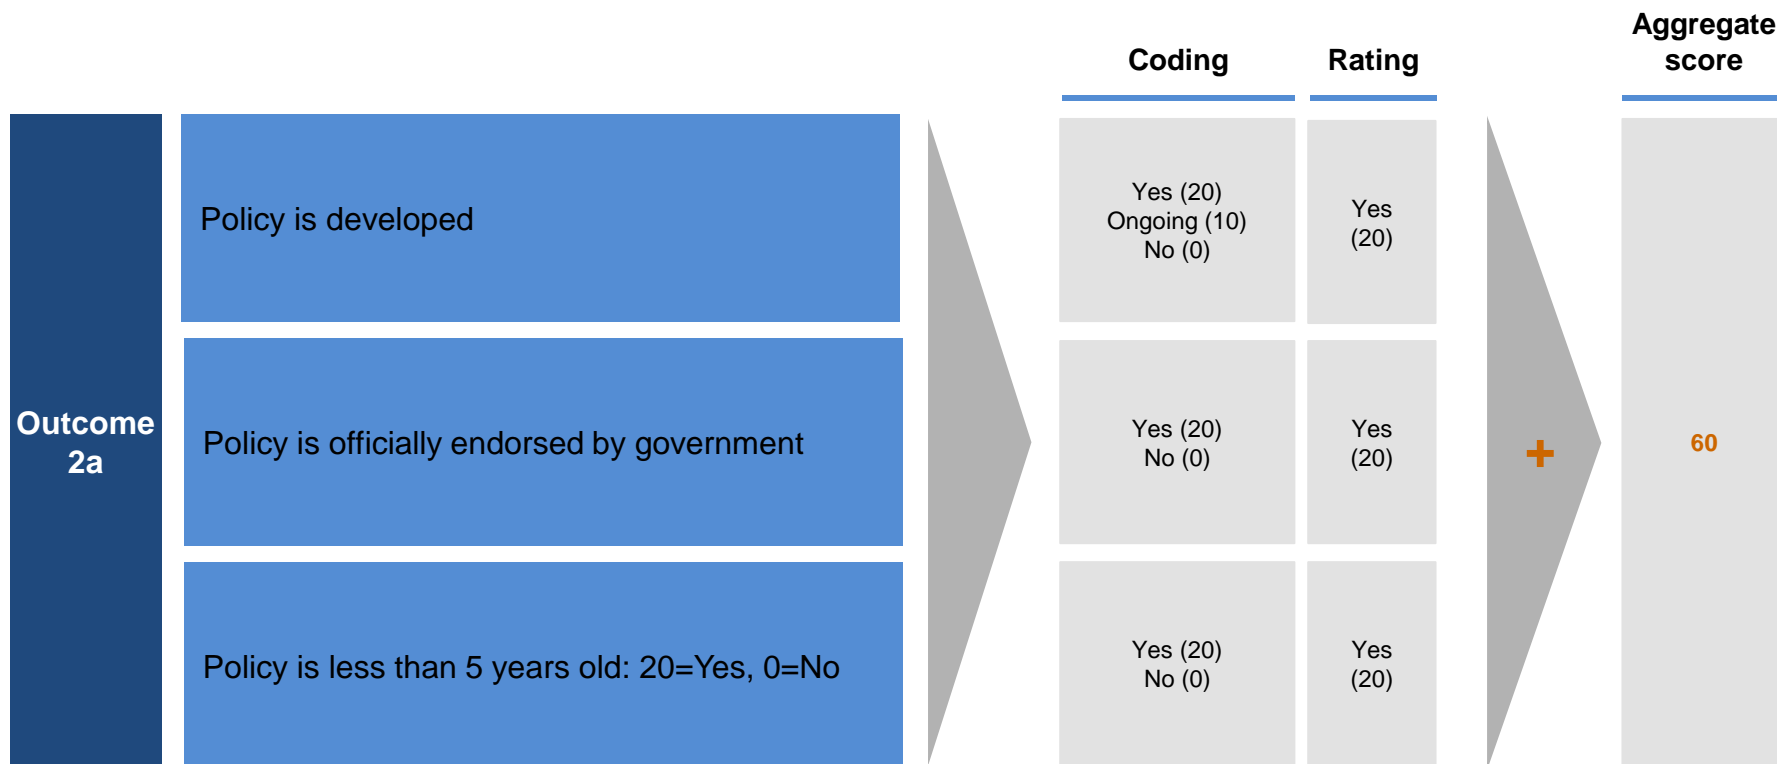 Aggregate
score
Coding
Rating
Outcome
2a
Policy is developed
Yes (20)
Ongoing (10)
No (0)
Yes
(20)
Policy is officially endorsed by government
Yes (20)
No (0)
Yes
(20)
+
60
Policy is less than 5 years old: 20=Yes, 0=No
Yes (20)
No (0)
Yes
(20)